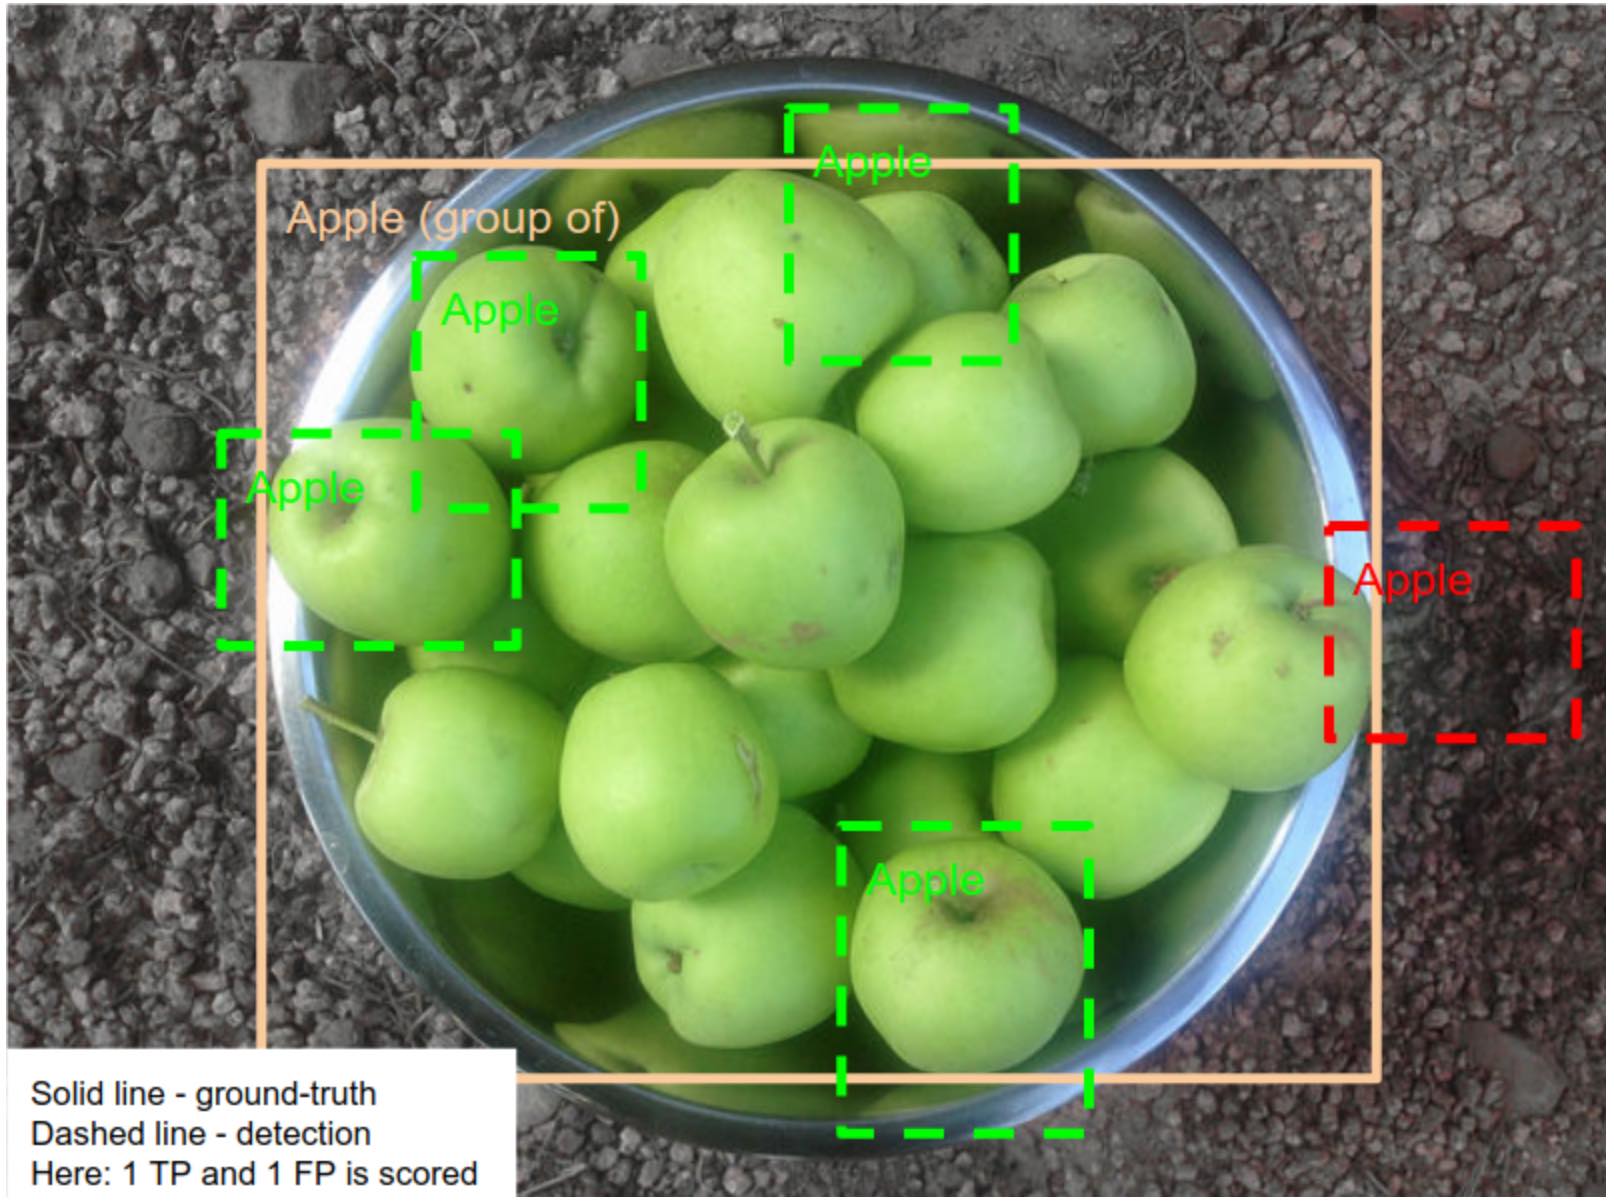 Apple
Apple (group of)
Apple
Apple
Apple
Apple
Solid line - ground-truth
Dashed line - detection
Here: 1 TP and 1 FP is scored